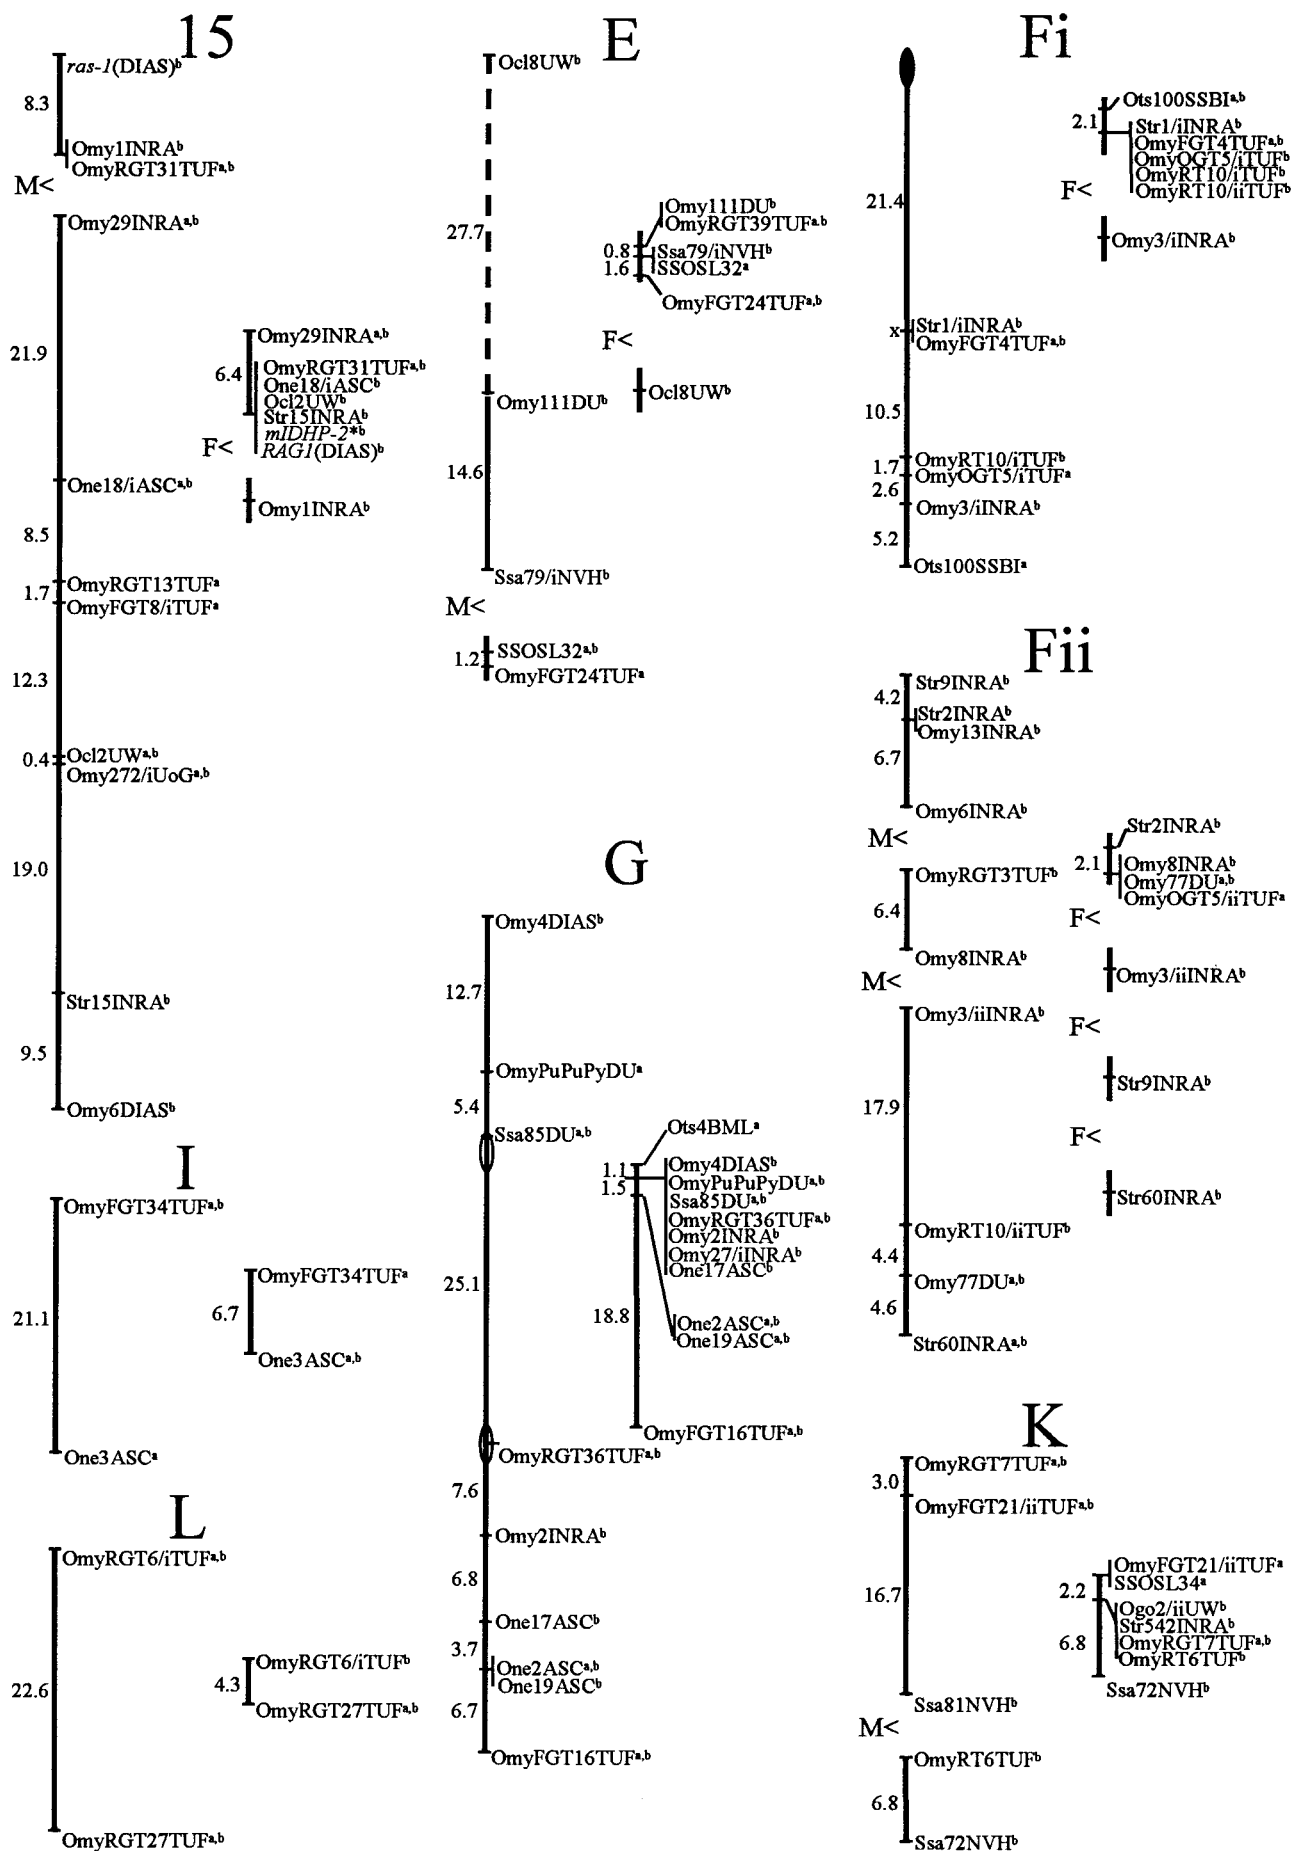 15
ras-1(DIAS)ᵇ
8.3
Omy1INRAᵇ
OmyRGT31TUFᵃ,ᵇ
M<
Omy29INRAᵃ,ᵇ
21.9
One18/iASCᵃ,ᵇ
8.5
OmyRGT13TUFᵃ
1.7
OmyFGT8/iTUFᵃ
12.3
Ocl2UWᵃ,ᵇ
0.4
Omy272/iUoGᵃ,ᵇ
19.0
Str15INRAᵇ
9.5
Omy6DIASᵇ
Omy29INRAᵃ,ᵇ
6.4
OmyRGT31TUFᵃ,ᵇ
One18/iASCᵇ
Ocl2UWᵇ
Str15INRAᵇ
mIDHP-2*ᵇ
RAG1(DIAS)ᵇ
F<
Omy1INRAᵇ
I
OmyFGT34TUFᵃ,ᵇ
21.1
One3ASCᵃ
OmyFGT34TUFᵃ
6.7
One3ASCᵃ,ᵇ
L
OmyRGT6/iTUFᵃ,ᵇ
22.6
OmyRGT27TUFᵃ,ᵇ
OmyRGT6/iTUFᵇ
4.3
OmyRGT27TUFᵃ,ᵇ
E
Ocl8UWᵇ
27.7
Omy111DUᵇ
14.6
Ssa79/iNVHᵇ
M<
SSOSL32ᵃ,ᵇ
1.2
OmyFGT24TUFᵃ
Omy111DUᵇ
OmyRGT39TUFᵃ,ᵇ
0.8
Ssa79/iNVHᵇ
SSOSL32ᵃ
1.6
OmyFGT24TUFᵃ,ᵇ
F<
Ocl8UWᵇ
G
Omy4DIASᵇ
12.7
OmyPuPuPyDUᵃ
5.4
Ssa85DUᵃ,ᵇ
25.1
OmyRGT36TUFᵃ,ᵇ
7.6
Omy2INRAᵇ
6.8
One17ASCᵇ
3.7
One2ASCᵃ,ᵇ
One19ASCᵇ
6.7
OmyFGT16TUFᵃ,ᵇ
Ots4BMLᵃ
1.1
Omy4DIASᵇ
OmyPuPuPyDUᵃ,ᵇ
1.5
Ssa85DUᵃ,ᵇ
OmyRGT36TUFᵃ,ᵇ
Omy2INRAᵇ
Omy27/iINRAᵇ
One17ASCᵇ
18.8
One2ASCᵃ,ᵇ
One19ASCᵃ,ᵇ
OmyFGT16TUFᵃ,ᵇ
Fi
21.4
x
Str1/iINRAᵇ
OmyFGT4TUFᵃ,ᵇ
10.5
OmyRT10/iTUFᵇ
1.7
OmyOGT5/iTUFᵃ
2.6
Omy3/iINRAᵇ
5.2
Ots100SSBIᵃ
Ots100SSBIᵃ,ᵇ
2.1
Str1/iINRAᵇ
OmyFGT4TUFᵃ,ᵇ
OmyOGT5/iTUFᵇ
OmyRT10/iTUFᵇ
OmyRT10/iiTUFᵇ
F<
Omy3/iINRAᵇ
Fii
Str9INRAᵇ
4.2
Str2INRAᵇ
Omy13INRAᵇ
6.7
Omy6INRAᵇ
M<
OmyRGT3TUFᵇ
6.4
Omy8INRAᵇ
M<
Omy3/iiINRAᵇ
17.9
OmyRT10/iiTUFᵇ
4.4
Omy77DUᵃ,ᵇ
4.6
Str60INRAᵃ,ᵇ
Str2INRAᵇ
2.1
Omy8INRAᵇ
Omy77DUᵃ,ᵇ
OmyOGT5/iiTUFᵃ
F<
Omy3/iiINRAᵇ
F<
Str9INRAᵇ
F<
Str60INRAᵇ
K
OmyRGT7TUFᵃ,ᵇ
3.0
OmyFGT21/iiTUFᵃ,ᵇ
16.7
Ssa81NVHᵇ
M<
OmyRT6TUFᵇ
6.8
Ssa72NVHᵇ
OmyFGT21/iiTUFᵃ
SSOSL34ᵃ
2.2
Ogo2/iiUWᵇ
Str542INRAᵇ
OmyRGT7TUFᵃ,ᵇ
OmyRT6TUFᵇ
6.8
Ssa72NVHᵇ